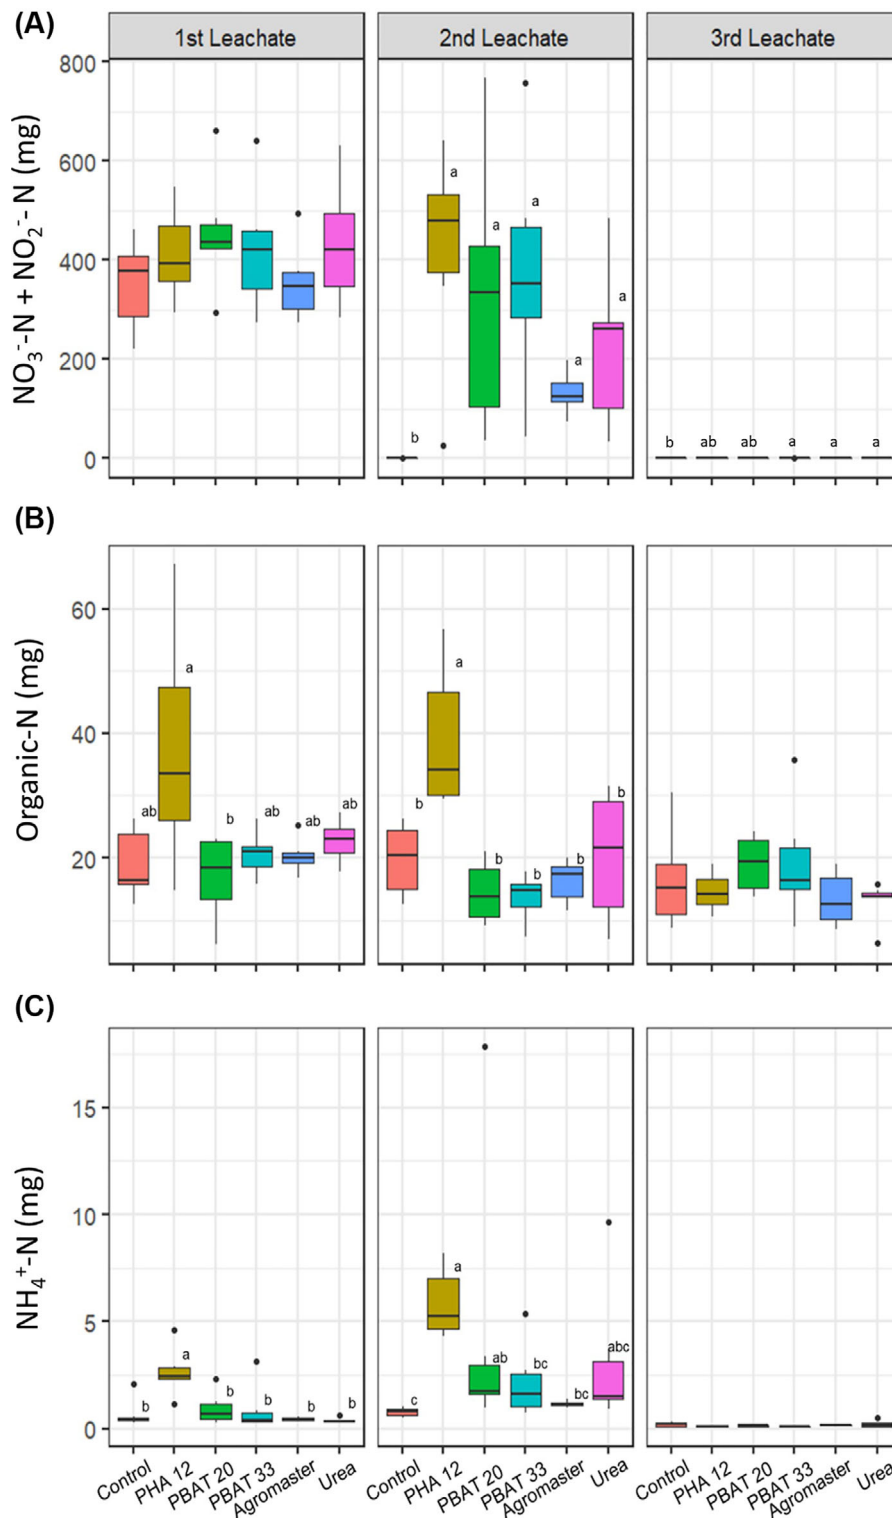 (A)
1st Leachate 2nd Leachate 3rd Leachate
NO₃⁻-N + NO₂⁻- N (mg)
800
600
400
200
0
a
a
a
a
a
b
b ab ab a a a
(B)
Organic-N (mg)
60
40
20
ab a b ab ab ab
b a b b b b
(C)
NH₄⁺-N (mg)
15
10
5
0
b a b b b b
c a ab bc bc abc
Control PHA 12 PBAT 20 PBAT 33 Agromaster Urea
Control PHA 12 PBAT 20 PBAT 33 Agromaster Urea
Control PHA 12 PBAT 20 PBAT 33 Agromaster Urea